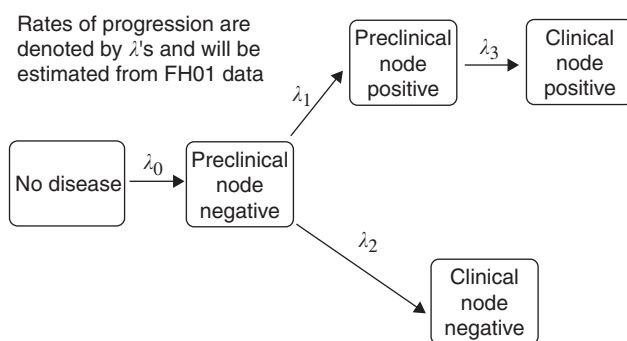 Rates of progression are
denoted by λ's and will be
estimated from FH01 data
Preclinical
node
positive
λ3
Clinical
node
positive
λ1
No disease
λ0
Preclinical
node
negative
λ2
Clinical
node
negative